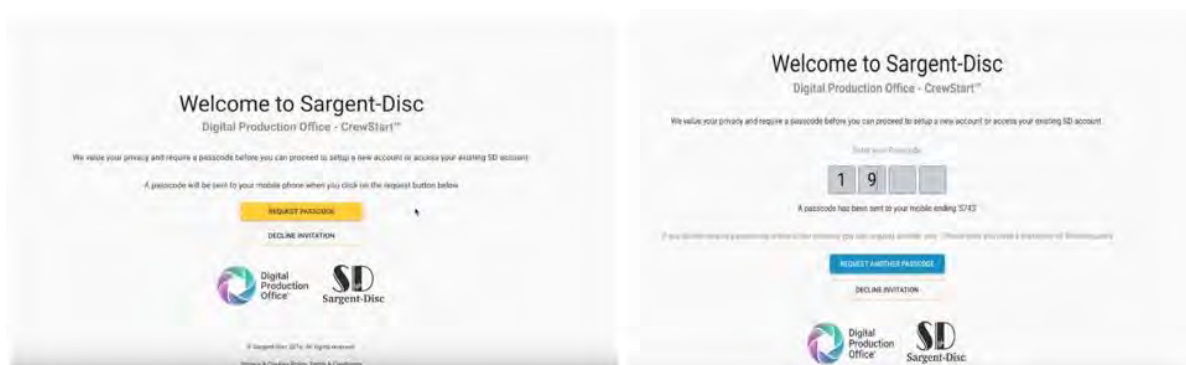 Welcome to Sargent-Disc
Digital Production Office - CrewStart™
We value your privacy and require a passcode before you can proceed to setup a new account or access your existing SD account
A passcode will be sent to your mobile phone when you click on the request button below
REQUEST PASSCODE
DECLINE INVITATION
Digital
Production
Office
SD
Sargent-Disc
Welcome to Sargent-Disc
Digital Production Office - CrewStart™
We value your privacy and require a passcode before you can proceed to setup a new account or access your existing SD account
Enter your Passcode
1 9
A passcode has been sent to your mobile ending '5743'
REQUEST ANOTHER PASSCODE
DECLINE INVITATION
Digital
Production
Office
SD
Sargent-Disc